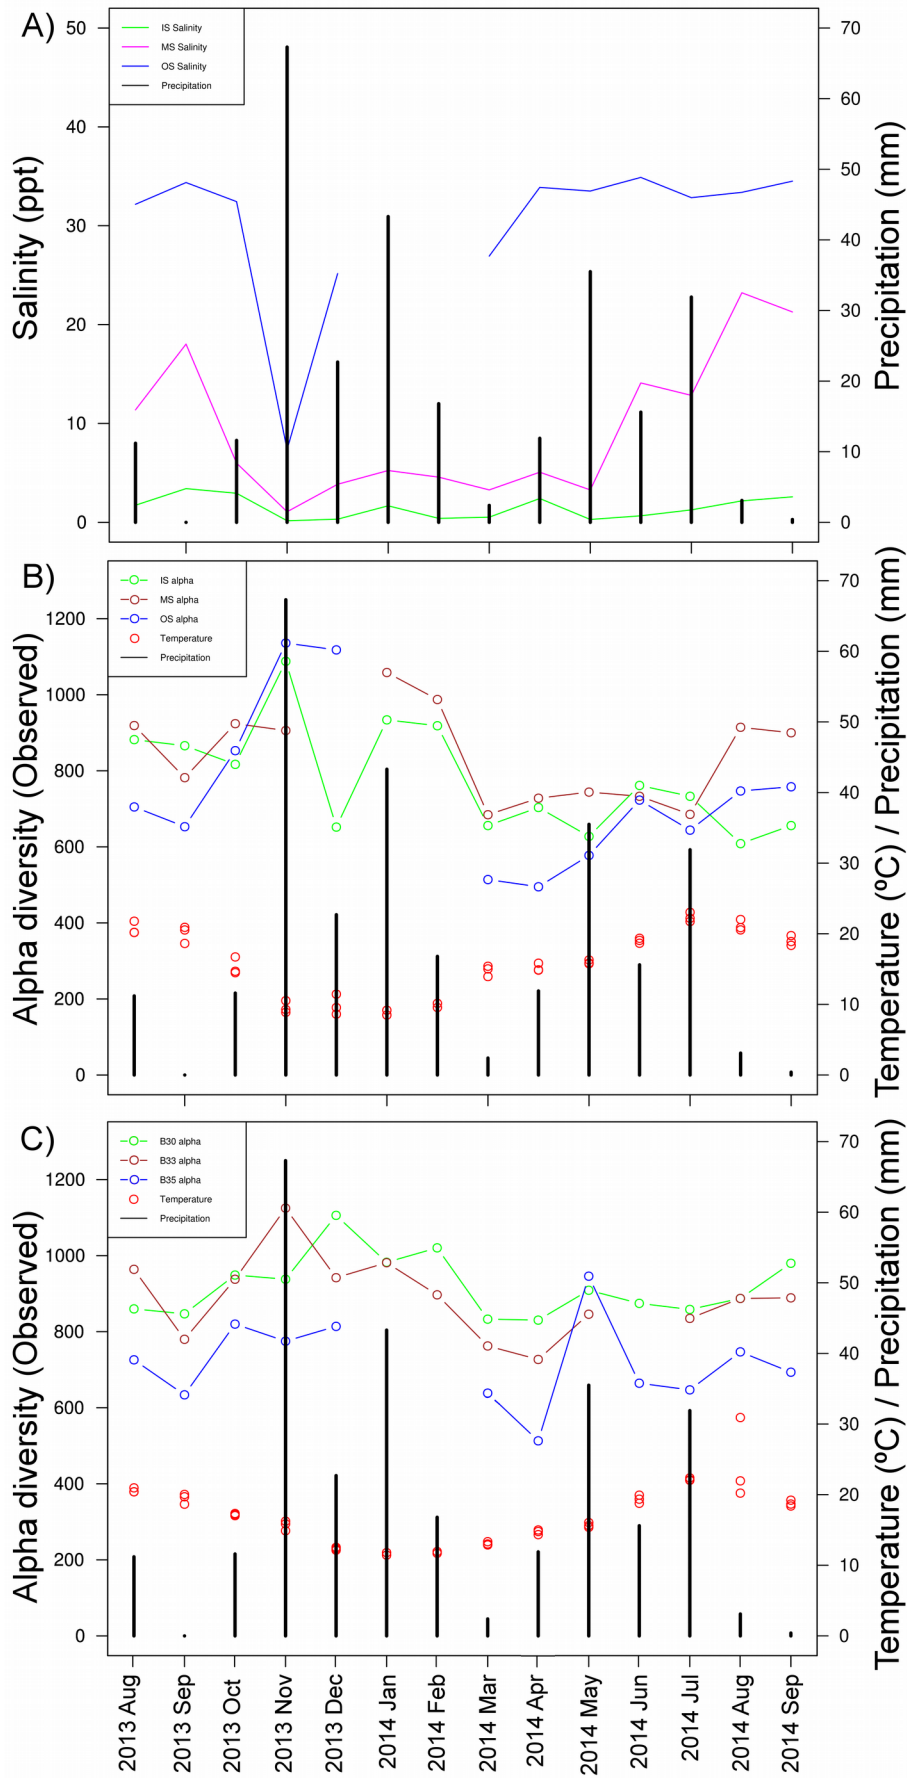 A)
IS Salinity
MS Salinity
OS Salinity
Precipitation
Salinity (ppt)
50
40
30
20
10
0
70
60
50
40
30
20
10
0
Precipitation (mm)
B)
IS alpha
MS alpha
OS alpha
Temperature
Precipitation
Alpha diversity (Observed)
1200
1000
800
600
400
200
0
70
60
50
40
30
20
10
0
Temperature (ºC) / Precipitation (mm)
C)
B30 alpha
B33 alpha
B35 alpha
Temperature
Precipitation
Alpha diversity (Observed)
1200
1000
800
600
400
200
0
70
60
50
40
30
20
10
0
Temperature (ºC) / Precipitation (mm)
2013 Aug
2013 Sep
2013 Oct
2013 Nov
2013 Dec
2014 Jan
2014 Feb
2014 Mar
2014 Apr
2014 May
2014 Jun
2014 Jul
2014 Aug
2014 Sep